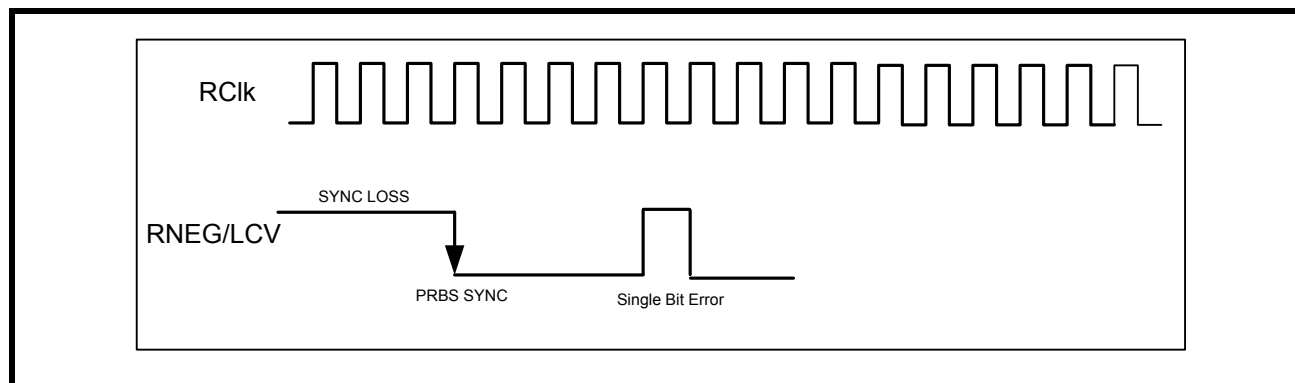 RClk
SYNC LOSS
RNEG/LCV
PRBS SYNC
Single Bit Error